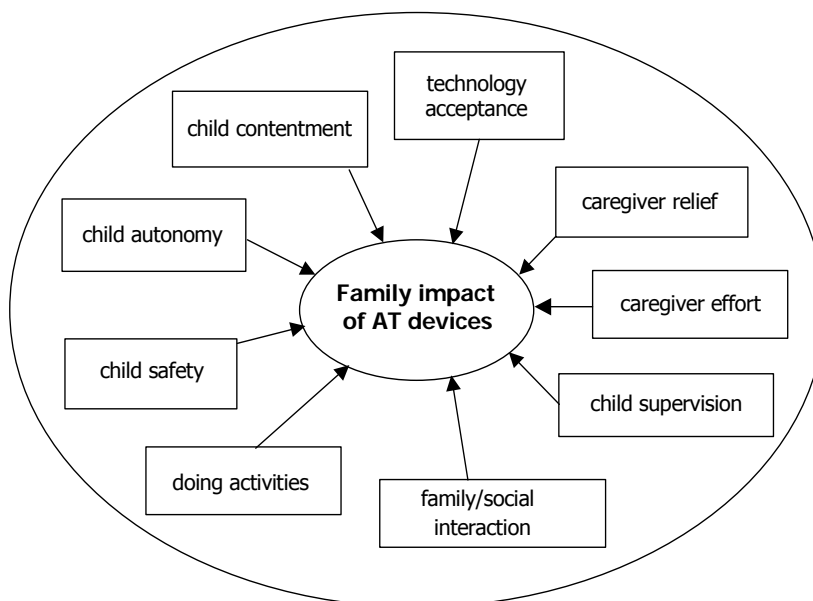 technology
acceptance
child contentment
caregiver relief
child autonomy
Family impact
of AT devices
caregiver effort
child safety
child supervision
doing activities
family/social
interaction